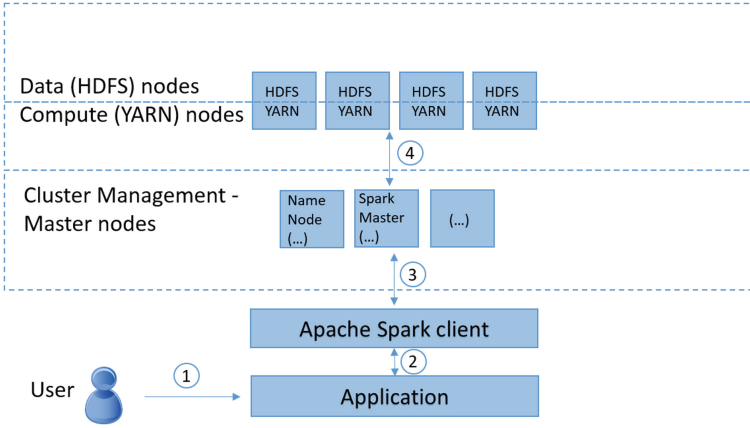 Data (HDFS) nodes
Compute (YARN) nodes
HDFS
YARN
HDFS
YARN
HDFS
YARN
HDFS
YARN
4
Cluster Management -
Master nodes
Name
Node
(...)
Spark
Master
(...)
(...)
3
Apache Spark client
2
User
1
Application